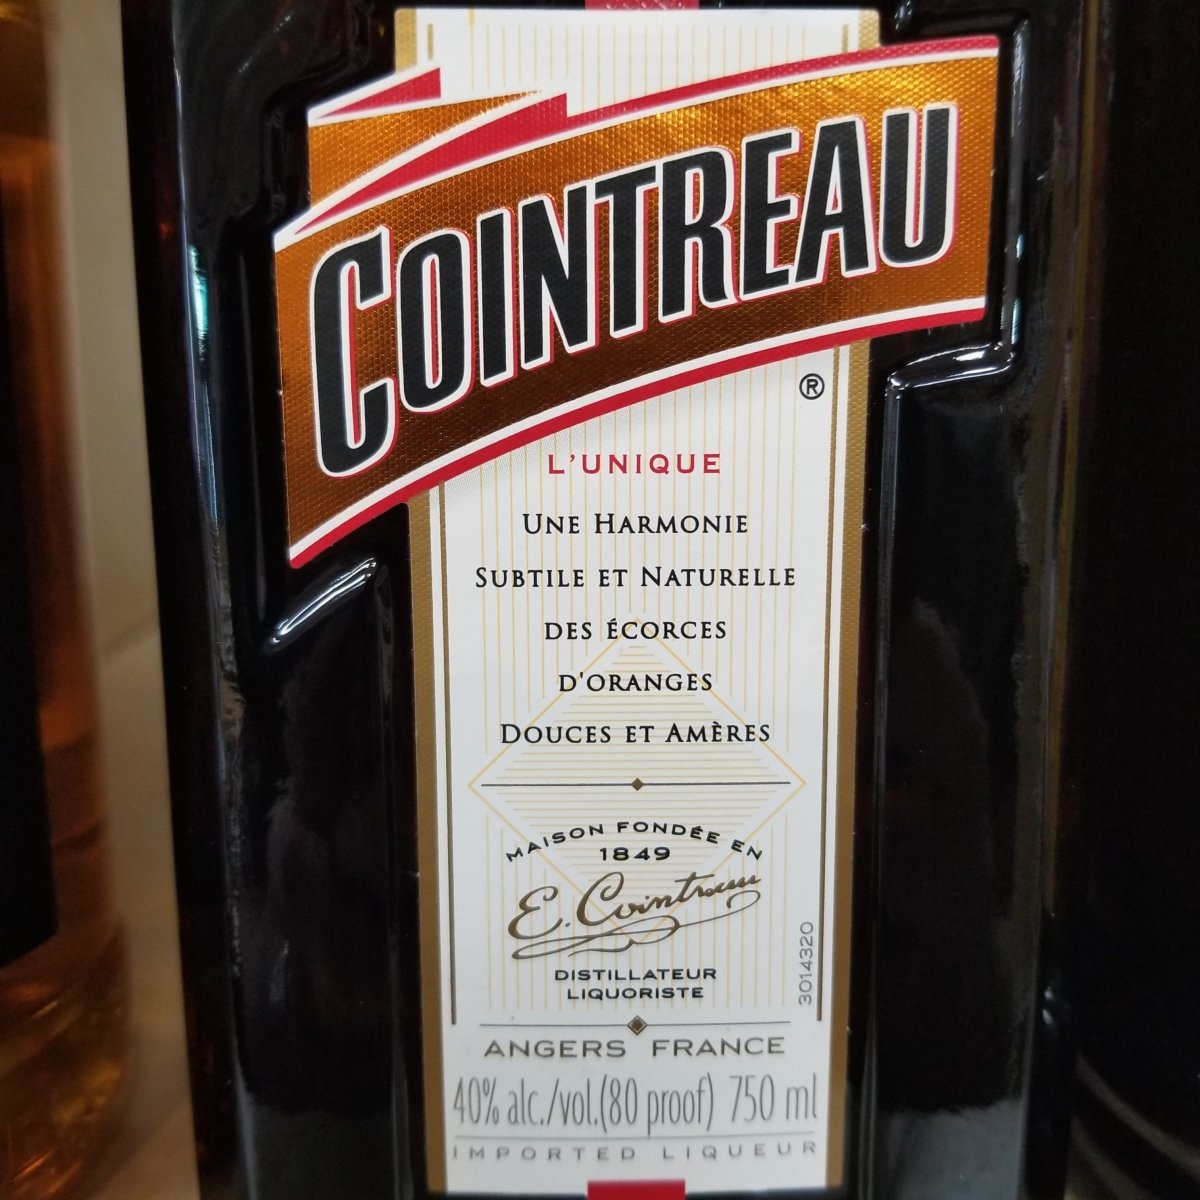 COINTREAU
®
L'UNIQUE
UNE HARMONIE
SUBTILE ET NATURELLE
DES ÉCORCES
D'ORANGES
DOUCES ET AMÈRES
MAISON FONDÉE EN
1849
E. Cointreau
DISTILLATEUR
LIQUORISTE
3014320
ANGERS FRANCE
40% alc./vol.(80 proof) 750 ml
IMPORTED LIQUEUR